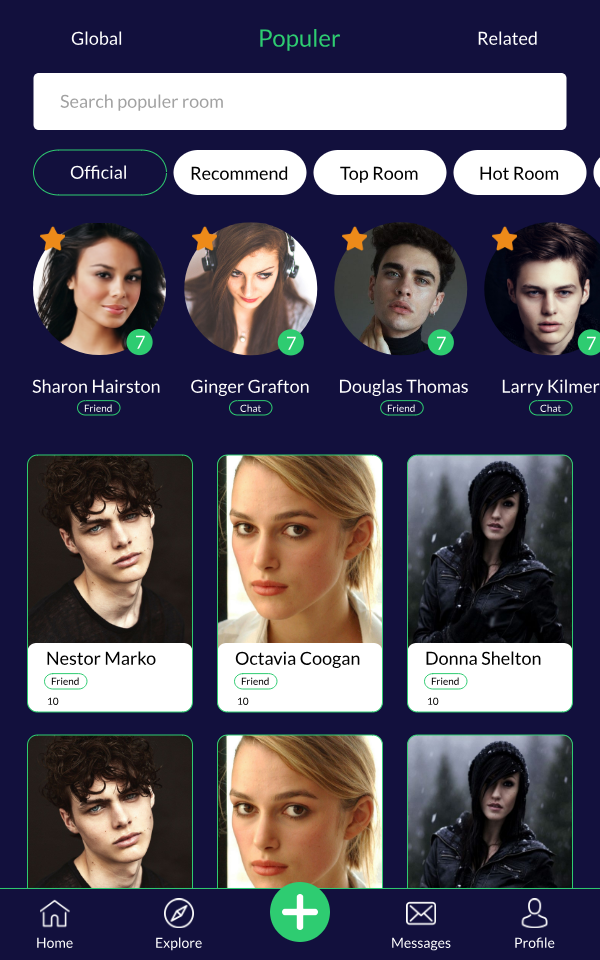 Global Populer Related
Search populer room
Official Recommend Top Room Hot Room
7 7 7 7
Sharon Hairston Ginger Grafton Douglas Thomas Larry Kilmer
Friend Chat Friend Chat
Nestor Marko Octavia Coogan Donna Shelton
Friend Friend Friend
10 10 10
Home Explore Messages Profile